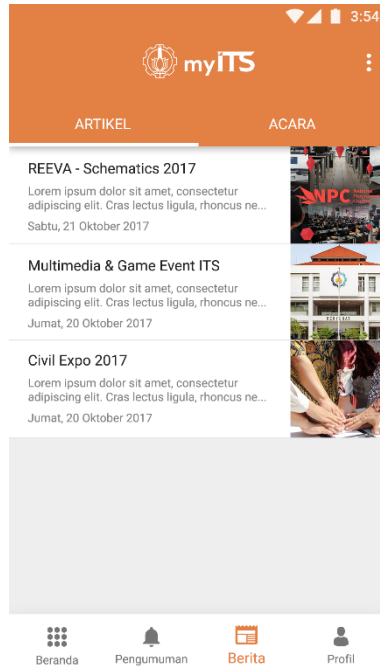 3:54
myITS
ARTIKEL
ACARA
REEVA - Schematics 2017
Lorem ipsum dolor sit amet, consectetur
adipiscing elit. Cras lectus ligula, rhoncus ne...
Sabtu, 21 Oktober 2017
NPC
Multimedia & Game Event ITS
Lorem ipsum dolor sit amet, consectetur
adipiscing elit. Cras lectus ligula, rhoncus ne...
Jumat, 20 Oktober 2017
Civil Expo 2017
Lorem ipsum dolor sit amet, consectetur
adipiscing elit. Cras lectus ligula, rhoncus ne...
Jumat, 20 Oktober 2017
Beranda
Pengumuman
Berita
Profil